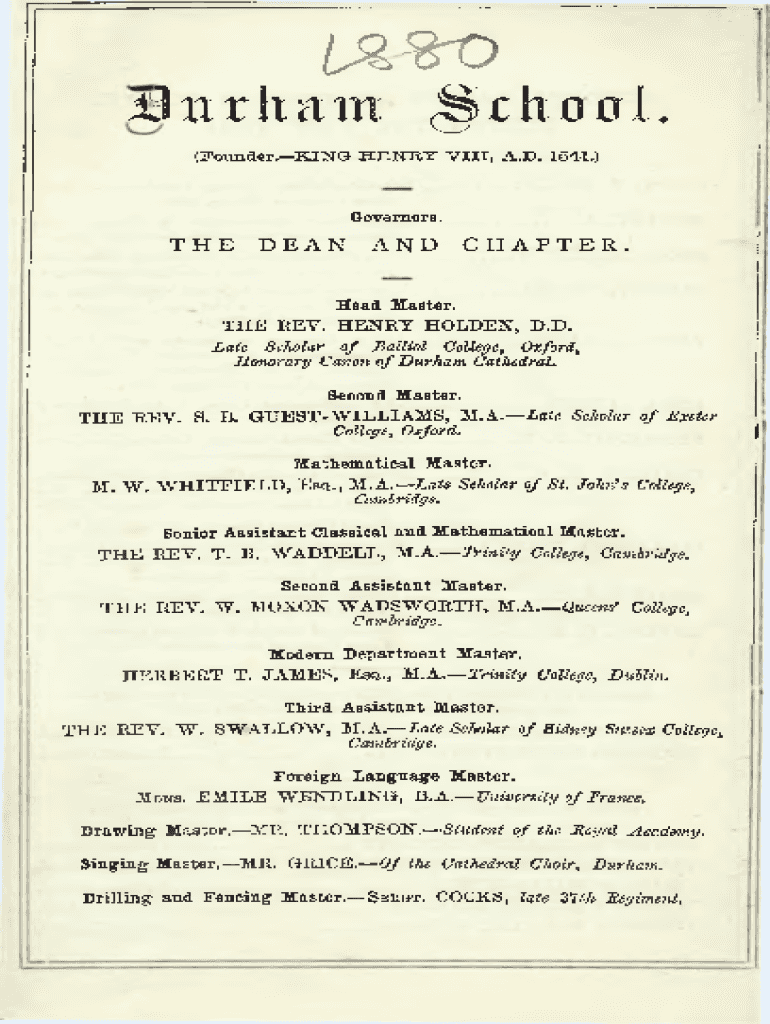 1880
Durham School.
(Founder.—KING HENRY VIII, A.D. 1541.)
Governors.
THE DEAN AND CHAPTER.
Head Master.
THE REV. HENRY HOLDEN, D.D.
Late Scholar of Balliol College, Oxford,
Honorary Canon of Durham Cathedral.
Second Master.
THE REV. S. B. GUEST-WILLIAMS, M.A.—Late Scholar of Exeter
College, Oxford.
Mathematical Master.
M. W. WHITFIELD, Esq., M.A.—Late Scholar of St. John's College,
Cambridge.
Senior Assistant Classical and Mathematical Master.
THE REV. T. B. WADDELL, M.A.—Trinity College, Cambridge.
Second Assistant Master.
THE REV. W. MOXON WADSWORTH, M.A.—Queens' College,
Cambridge.
Modern Department Master.
HERBERT T. JAMES, Esq., M.A.—Trinity College, Dublin.
Third Assistant Master.
THE REV. W. SWALLOW, M.A.—Late Scholar of Sidney Sussex College,
Cambridge.
Foreign Language Master.
Mons. EMILE WENDLING, B.A.—University of France.
Drawing Master.—MR. THOMPSON.—Student of the Royal Academy.
Singing Master.—MR. GRICE.—Of the Cathedral Choir, Durham.
Drilling and Fencing Master.—COCKS, late 37th Regiment.